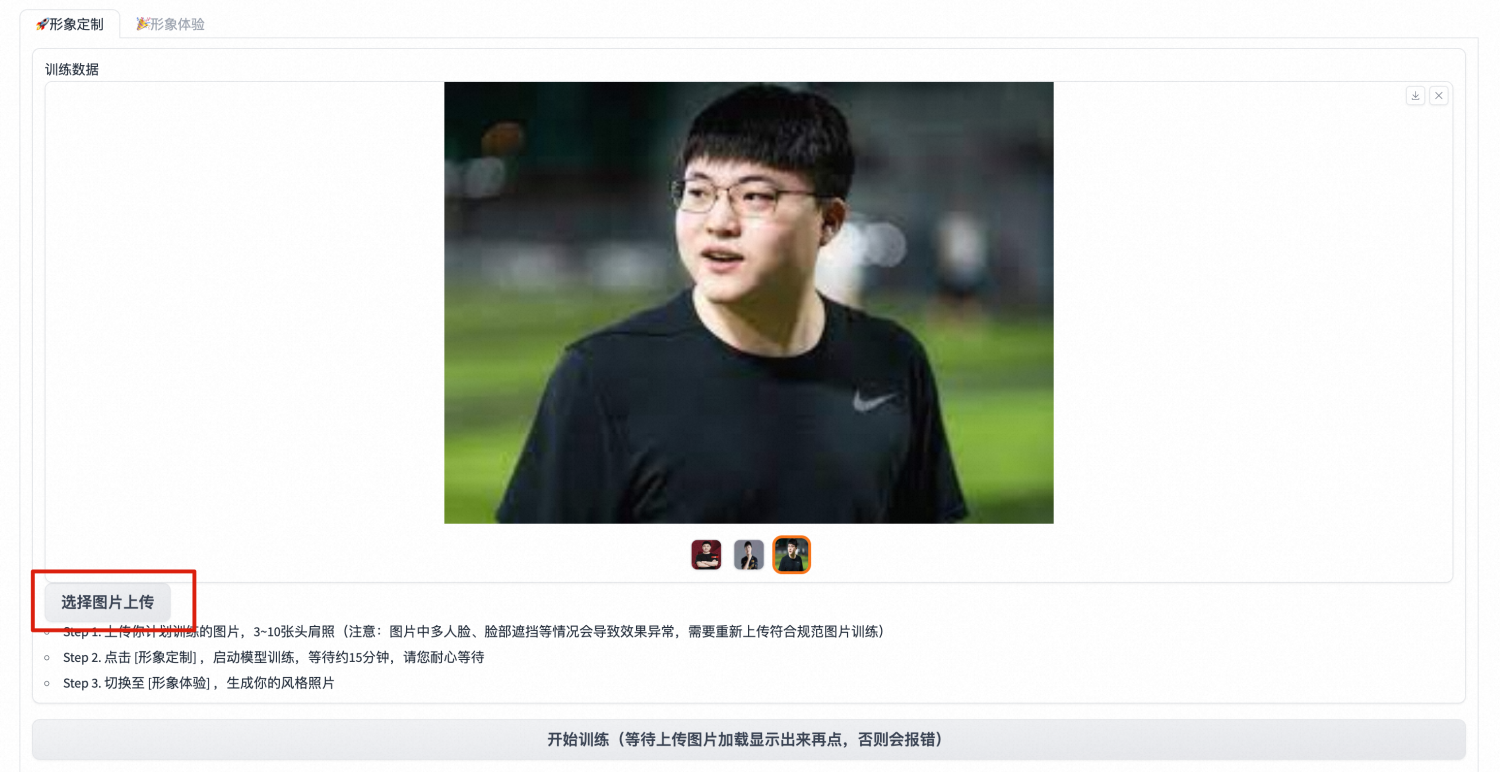 🚀形象定制
🎉形象体验
训练数据
选择图片上传
Step 1. 上传你计划训练的图片，3~10张头肩照（注意：图片中多人脸、脸部遮挡等情况会导致效果异常，需要重新上传符合规范图片训练）
Step 2. 点击 [形象定制] ，启动模型训练，等待约15分钟，请您耐心等待
Step 3. 切换至 [形象体验] ，生成你的风格照片
开始训练（等待上传图片加载显示出来再点，否则会报错）